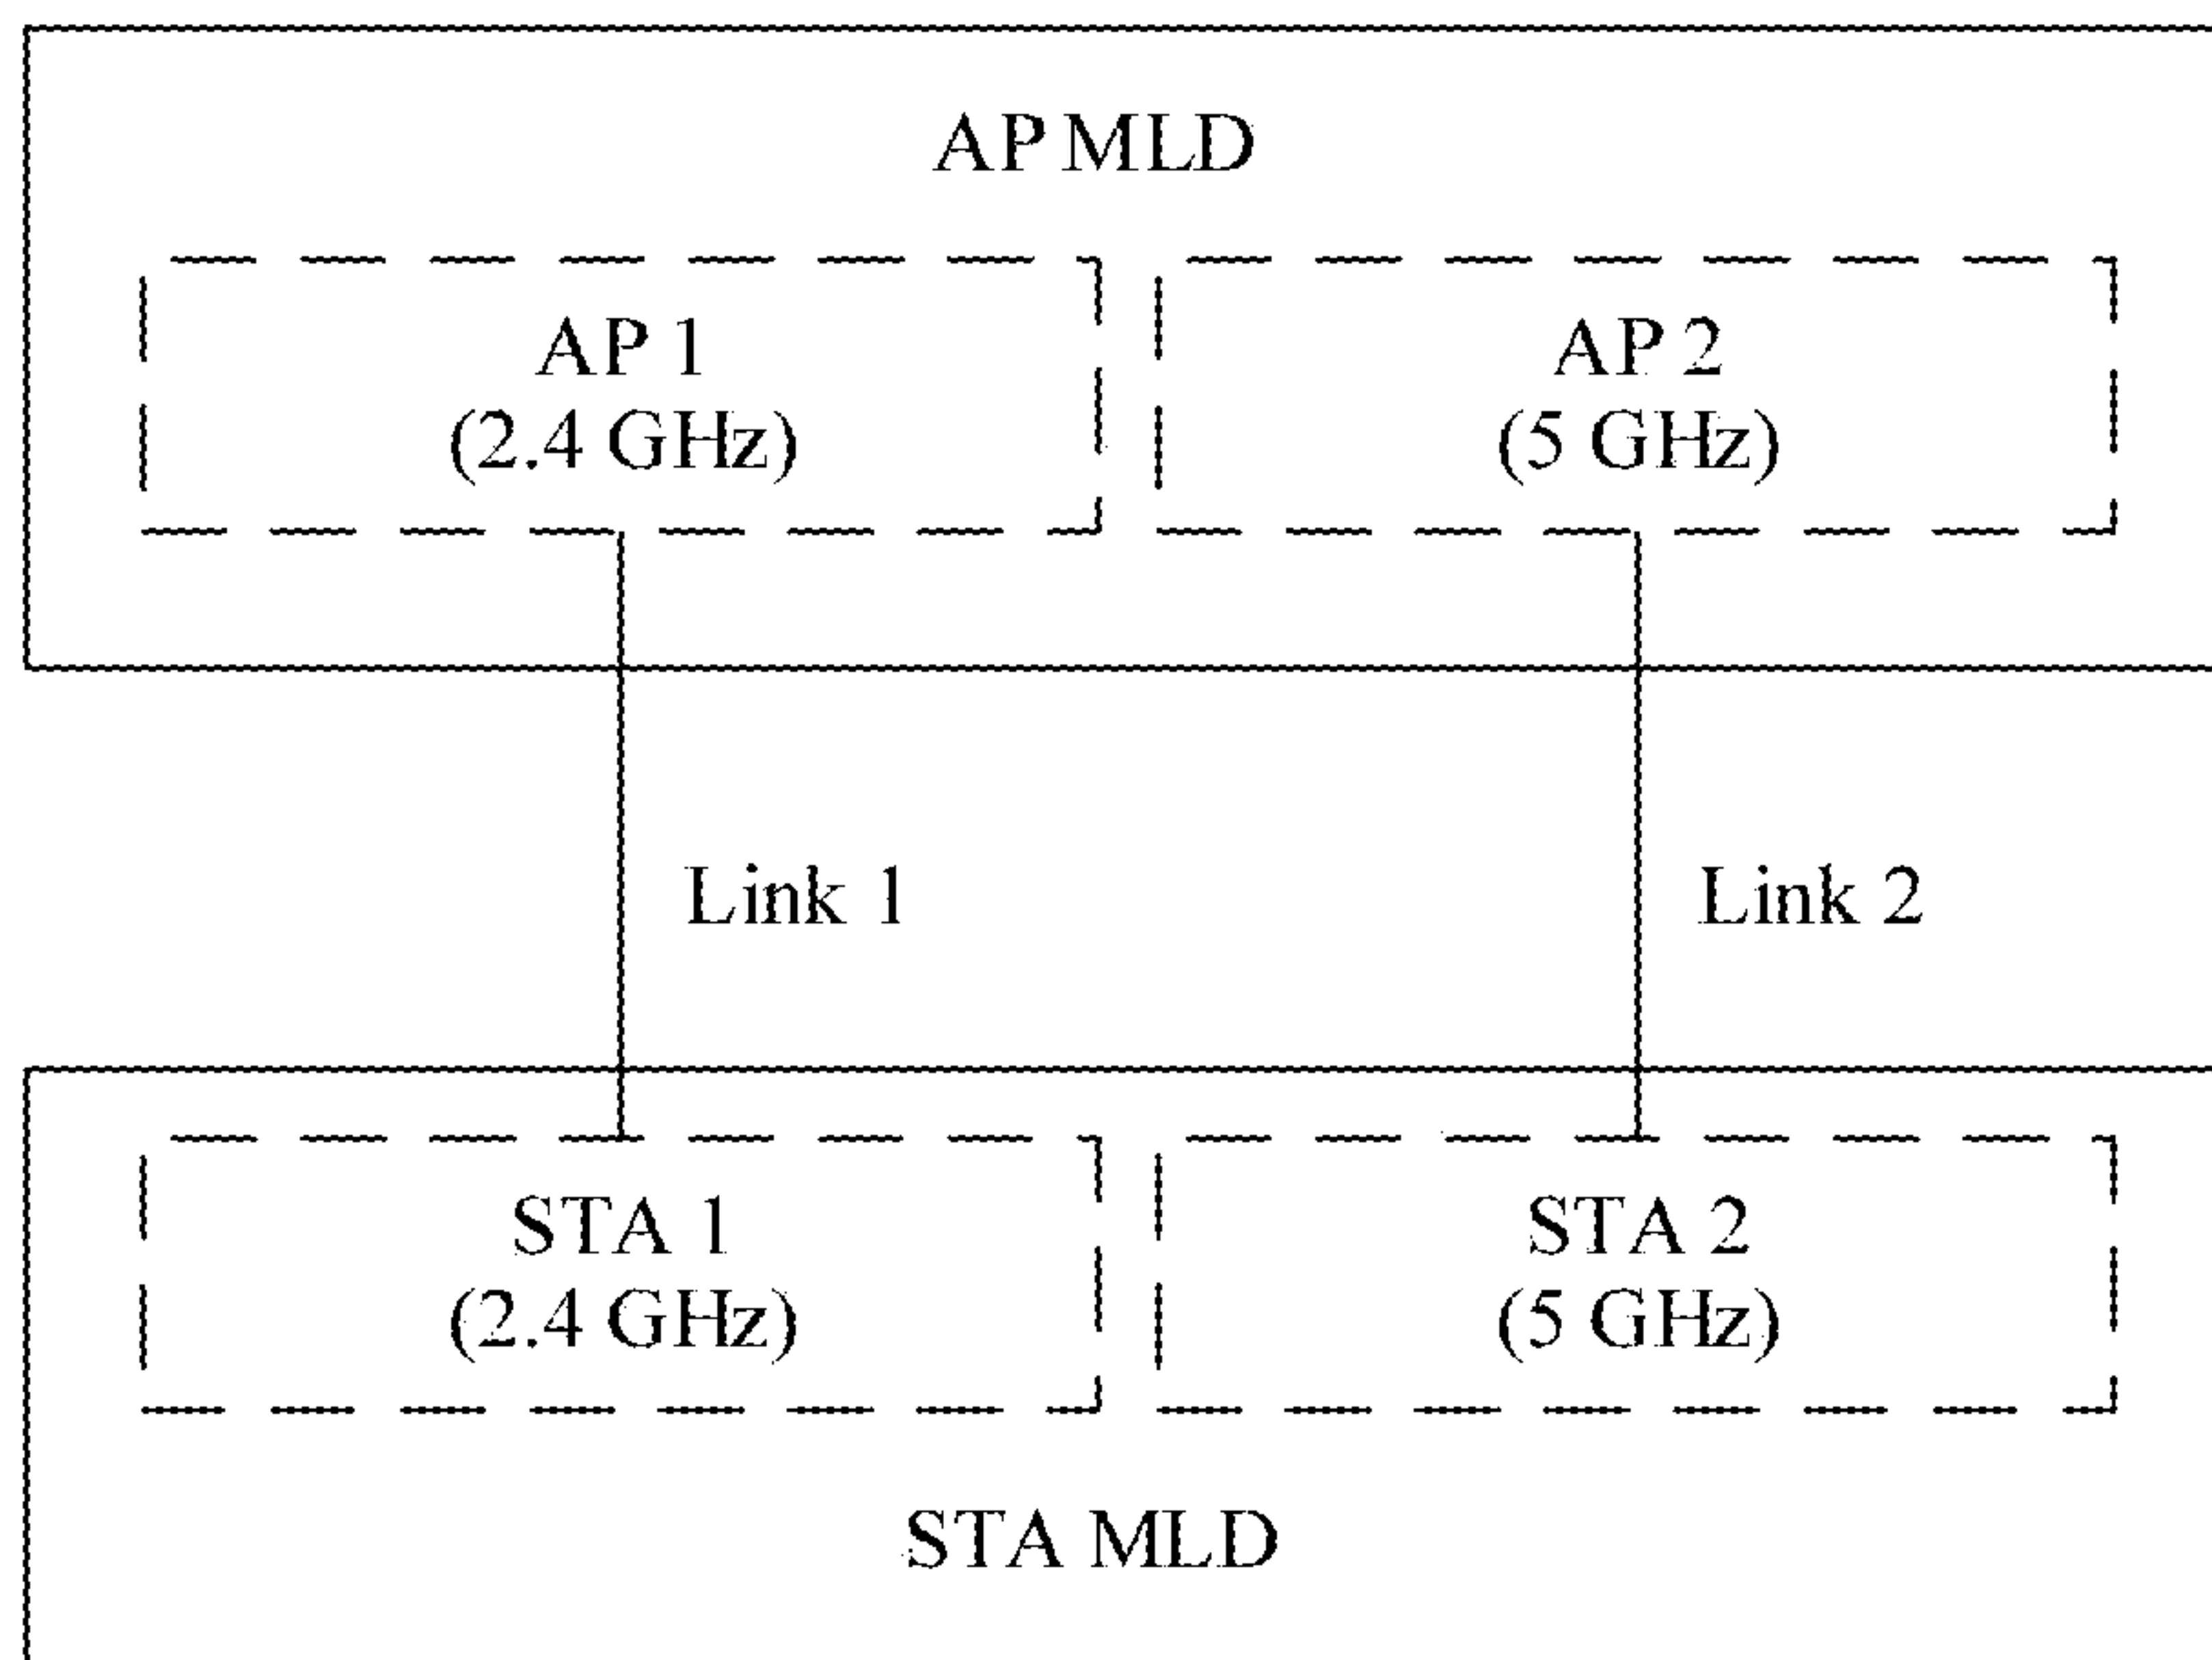 AP MLD
AP 1
(2.4 GHz)
AP 2
(5 GHz)
Link 1
Link 2
STA 1
(2.4 GHz)
STA 2
(5 GHz)
STA MLD